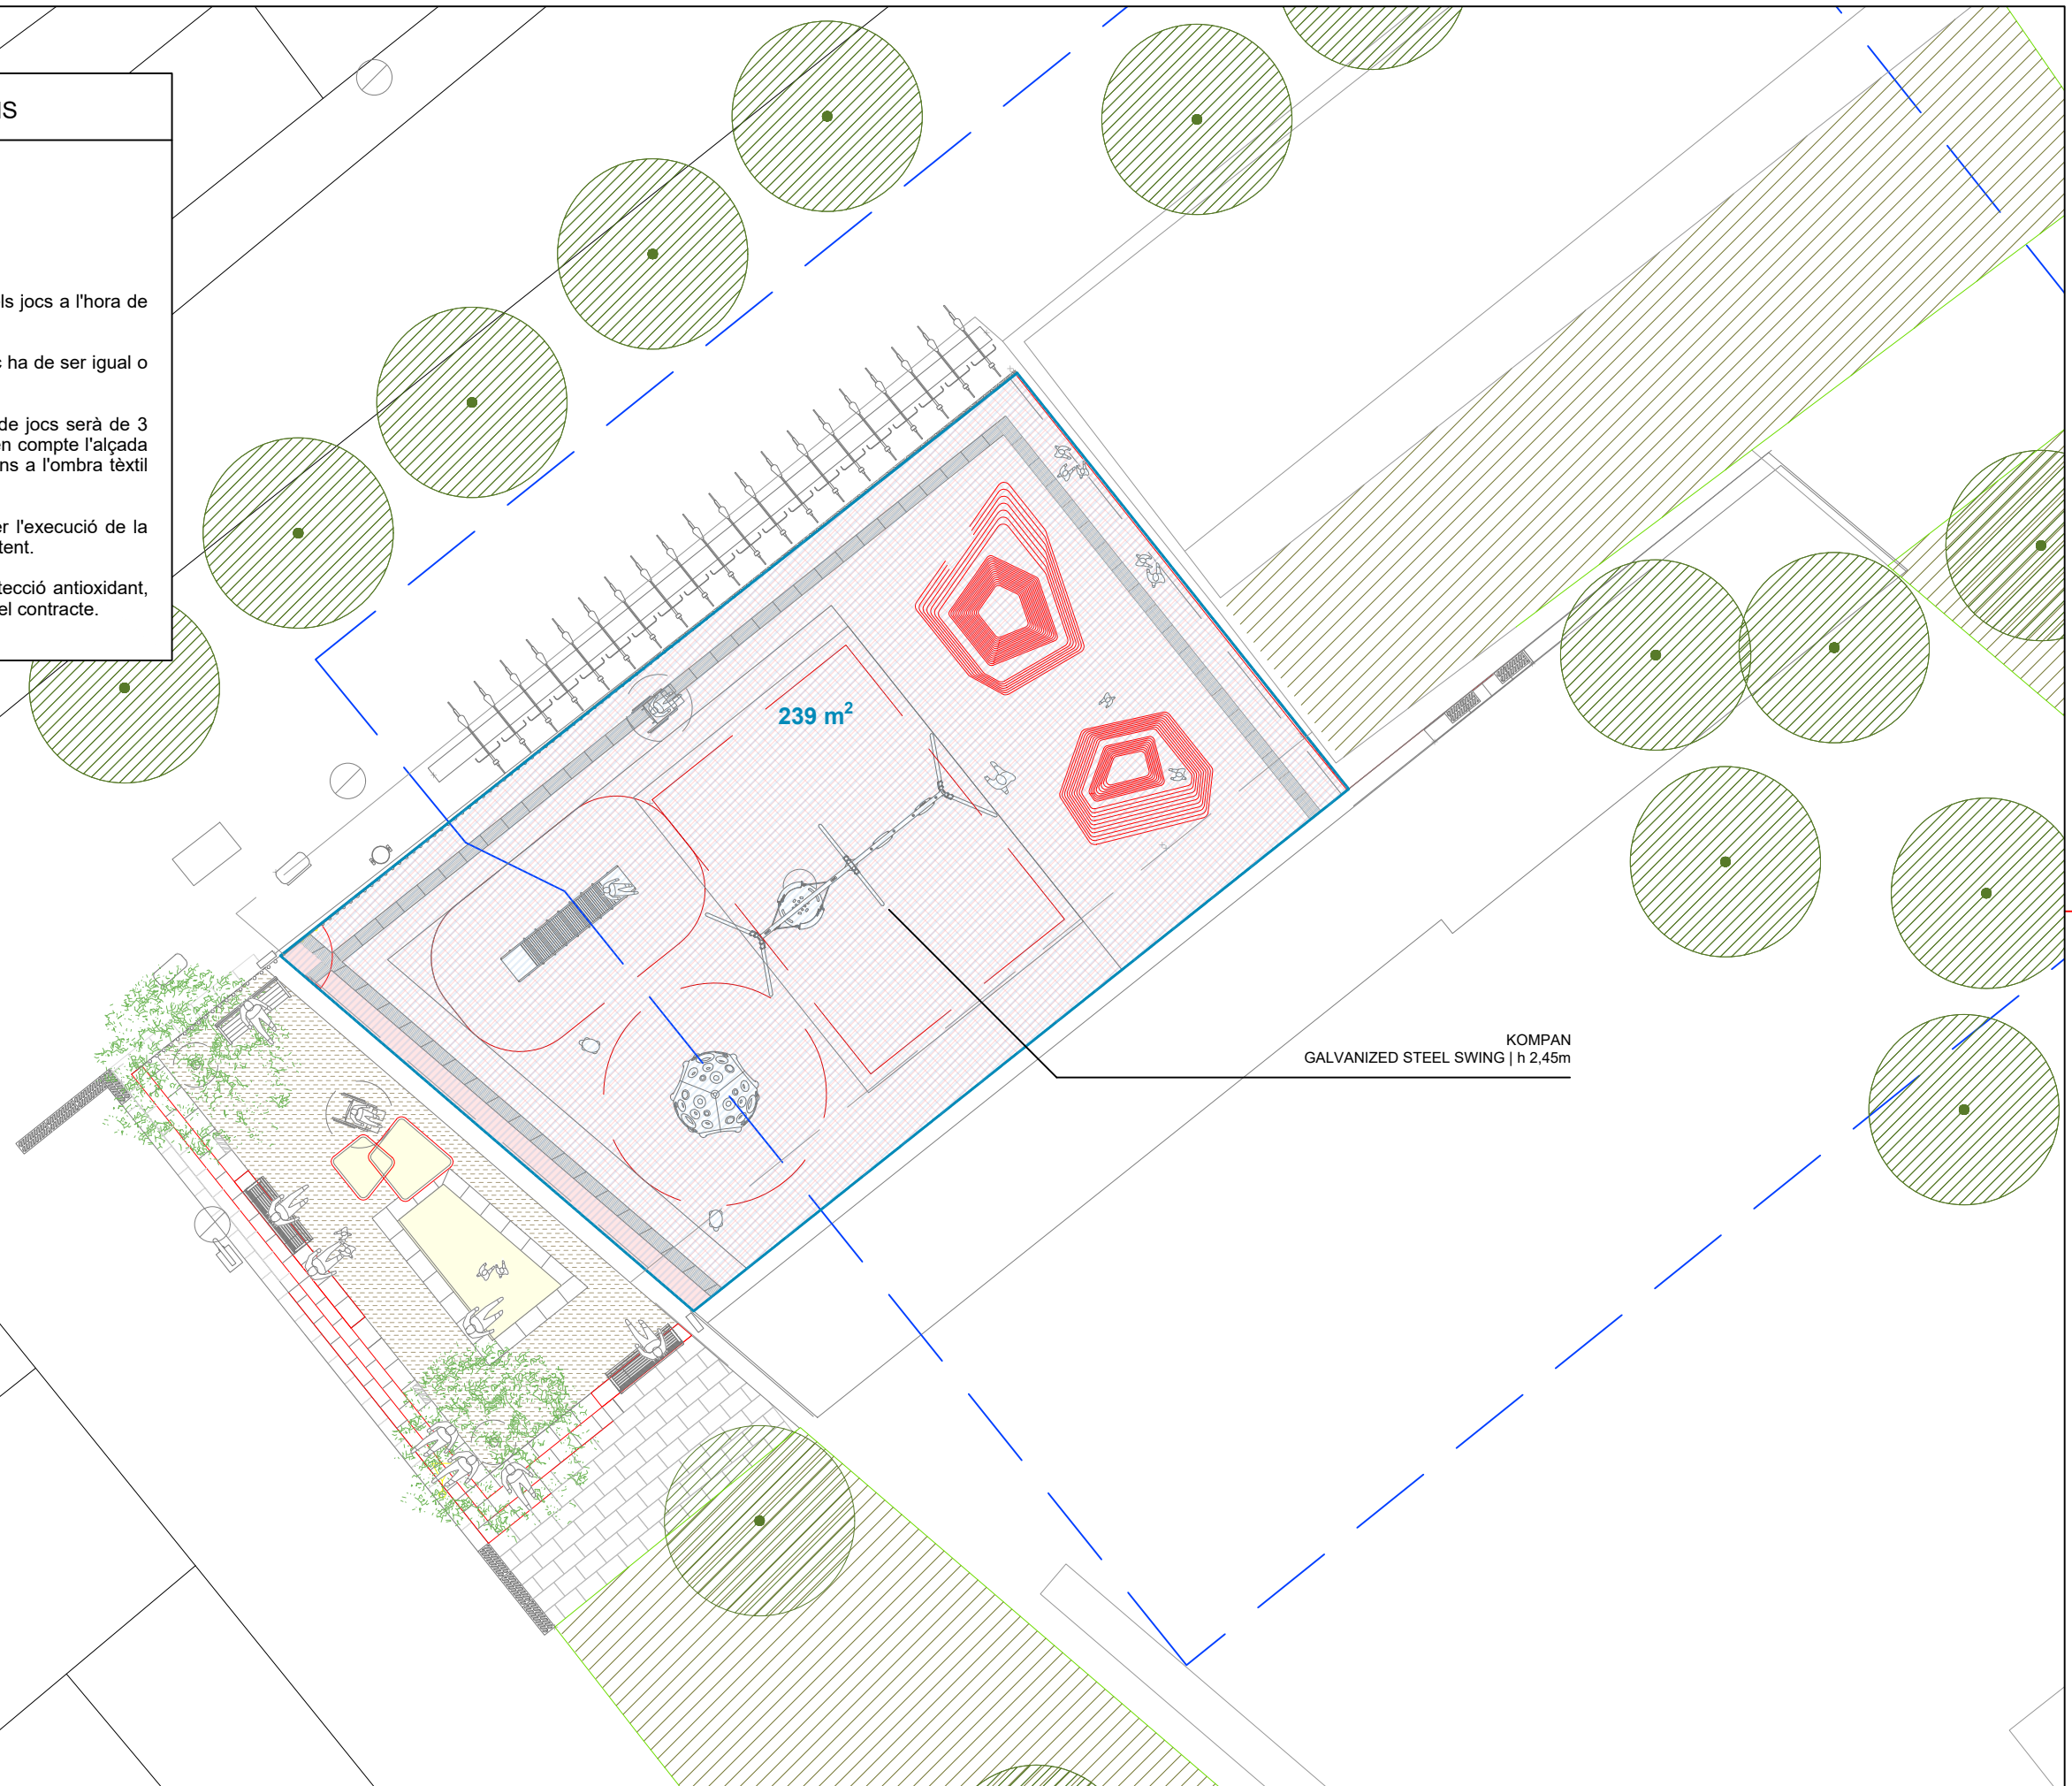 IS
ls jocs a l'hora de
ha de ser igual o
de jocs serà de 3
en compte l'alçada
ns a l'ombra tèxtil
er l'execució de la
tent.
tecció antioxidant,
el contracte.
239 m²
KOMPAN
GALVANIZED STEEL SWING | h 2,45m